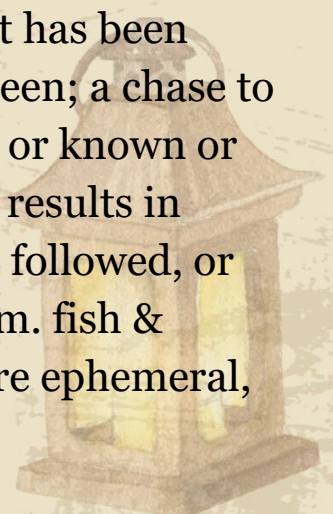 t has been
een; a chase to
or known or
results in
followed, or
m. fish &
re ephemeral,